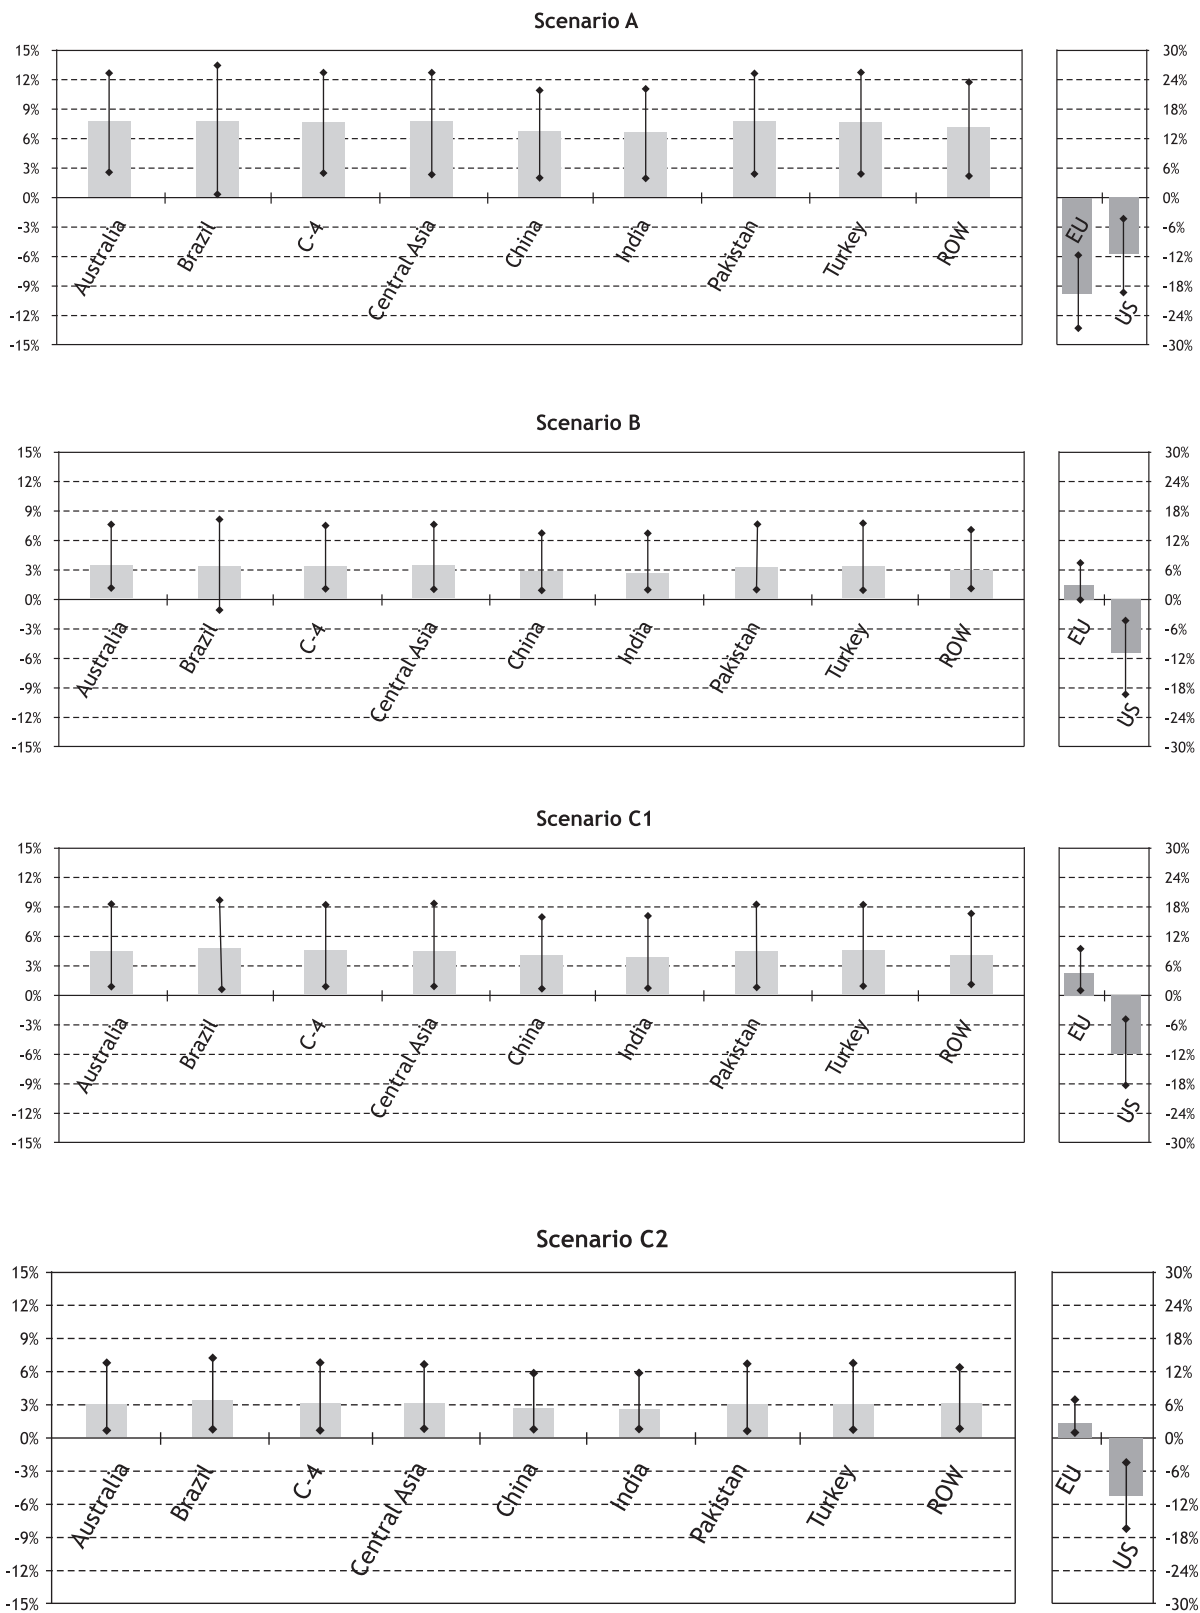 Scenario A
15%
12%
9%
6%
3%
0%
-3%
-6%
-9%
-12%
-15%
Australia
Brazil
C-4
Central Asia
China
India
Pakistan
Turkey
ROW
EU
US
30%
24%
18%
12%
6%
0%
-6%
-12%
-18%
-24%
-30%
Scenario B
15%
12%
9%
6%
3%
0%
-3%
-6%
-9%
-12%
-15%
Australia
Brazil
C-4
Central Asia
China
India
Pakistan
Turkey
ROW
EU
US
30%
24%
18%
12%
6%
0%
-6%
-12%
-18%
-24%
-30%
Scenario C1
15%
12%
9%
6%
3%
0%
-3%
-6%
-9%
-12%
-15%
Australia
Brazil
C-4
Central Asia
China
India
Pakistan
Turkey
ROW
EU
US
30%
24%
18%
12%
6%
0%
-6%
-12%
-18%
-24%
-30%
Scenario C2
15%
12%
9%
6%
3%
0%
-3%
-6%
-9%
-12%
-15%
Australia
Brazil
C-4
Central Asia
China
India
Pakistan
Turkey
ROW
EU
US
30%
24%
18%
12%
6%
0%
-6%
-12%
-18%
-24%
-30%